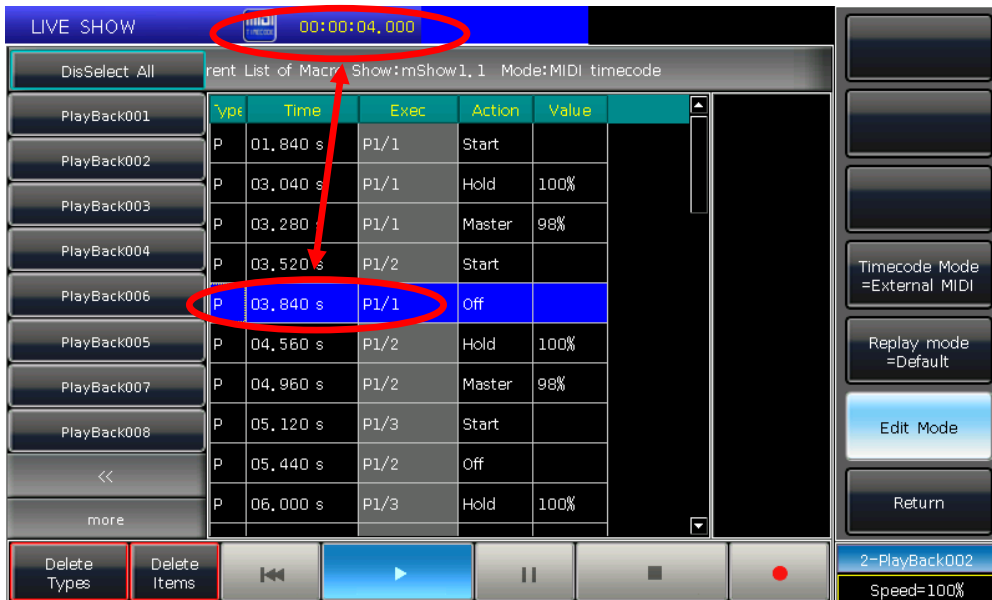 LIVE SHOW
midi
TIMECODE
00:00:04.000
DisSelect All
rent List of Macro Show:mShow1.1 Mode:MIDI timecode
PlayBack001
PlayBack002
PlayBack003
PlayBack004
PlayBack006
PlayBack005
PlayBack007
PlayBack008
<<
more
Type Time Exec Action Value
P 01.840 s P1/1 Start
P 03.040 s P1/1 Hold 100%
P 03.280 s P1/1 Master 98%
P 03.520 s P1/2 Start
P 03.840 s P1/1 Off
P 04.560 s P1/2 Hold 100%
P 04.960 s P1/2 Master 98%
P 05.120 s P1/3 Start
P 05.440 s P1/2 Off
P 06.000 s P1/3 Hold 100%
Timecode Mode
=External MIDI
Replay mode
=Default
Edit Mode
Return
Delete
Types
Delete
Items
2-PlayBack002
Speed=100%